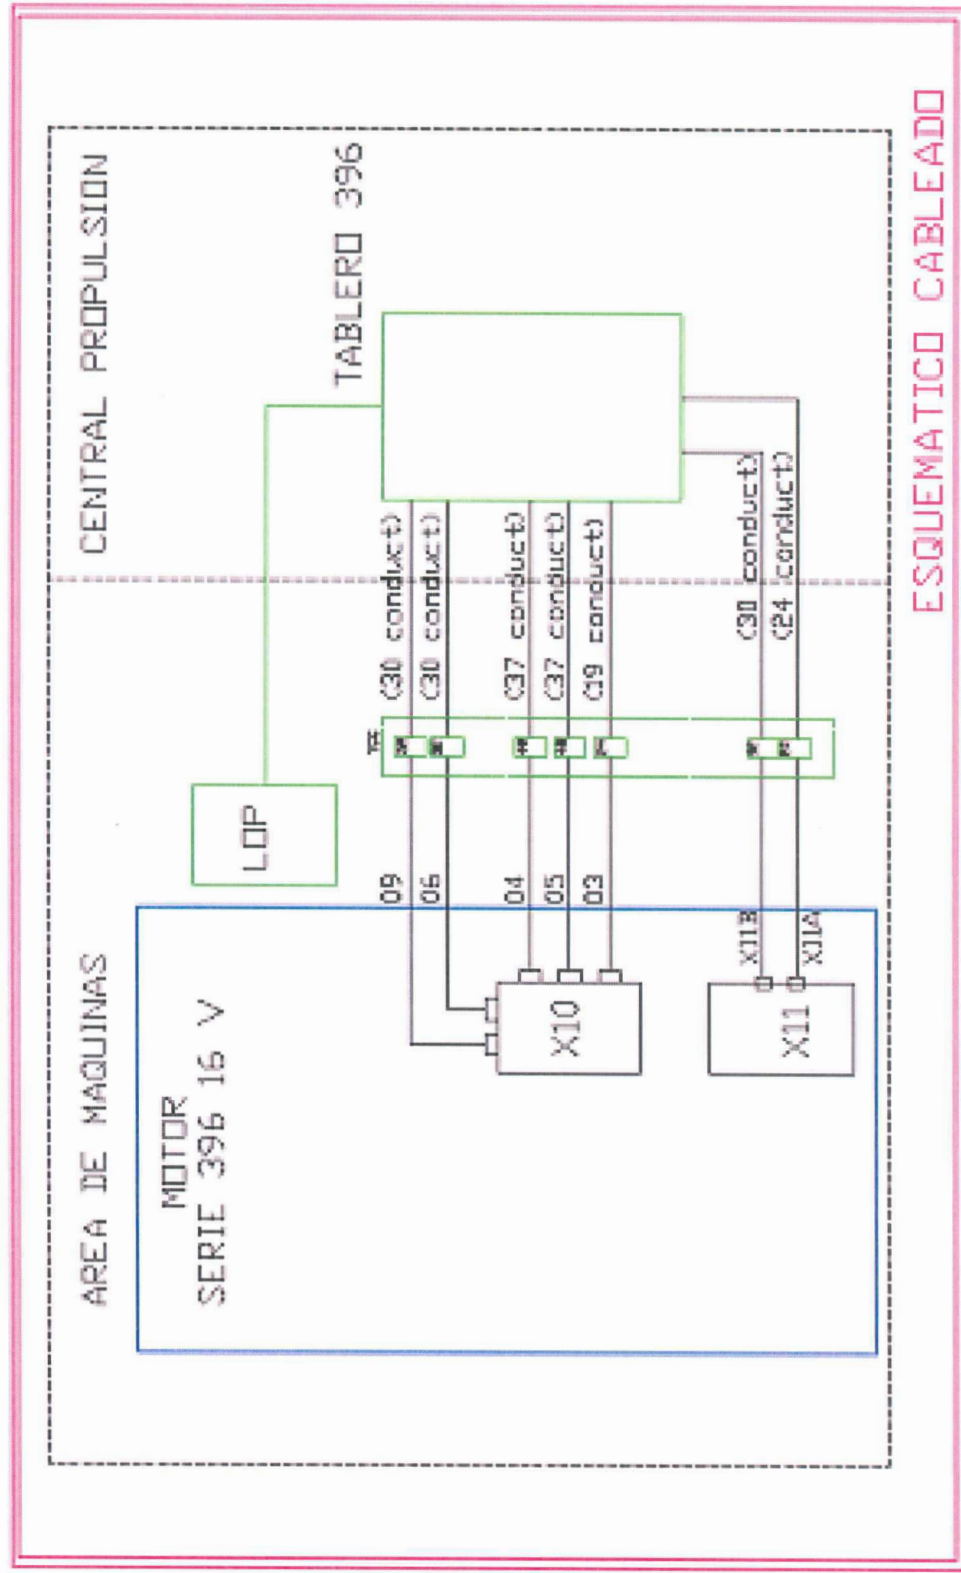 AREA DE MAQUINAS
CENTRAL PROPULSION
MOTOR
SERIE 396 16 V
LOP
TABLERO 396
09
(30 conduct)
06
(30 conduct)
04
(37 conduct)
05
(37 conduct)
03
(19 conduct)
X10
X11B
(30 conduct)
X11A
(24 conduct)
X11
ESQUEMATICO CABLEADO